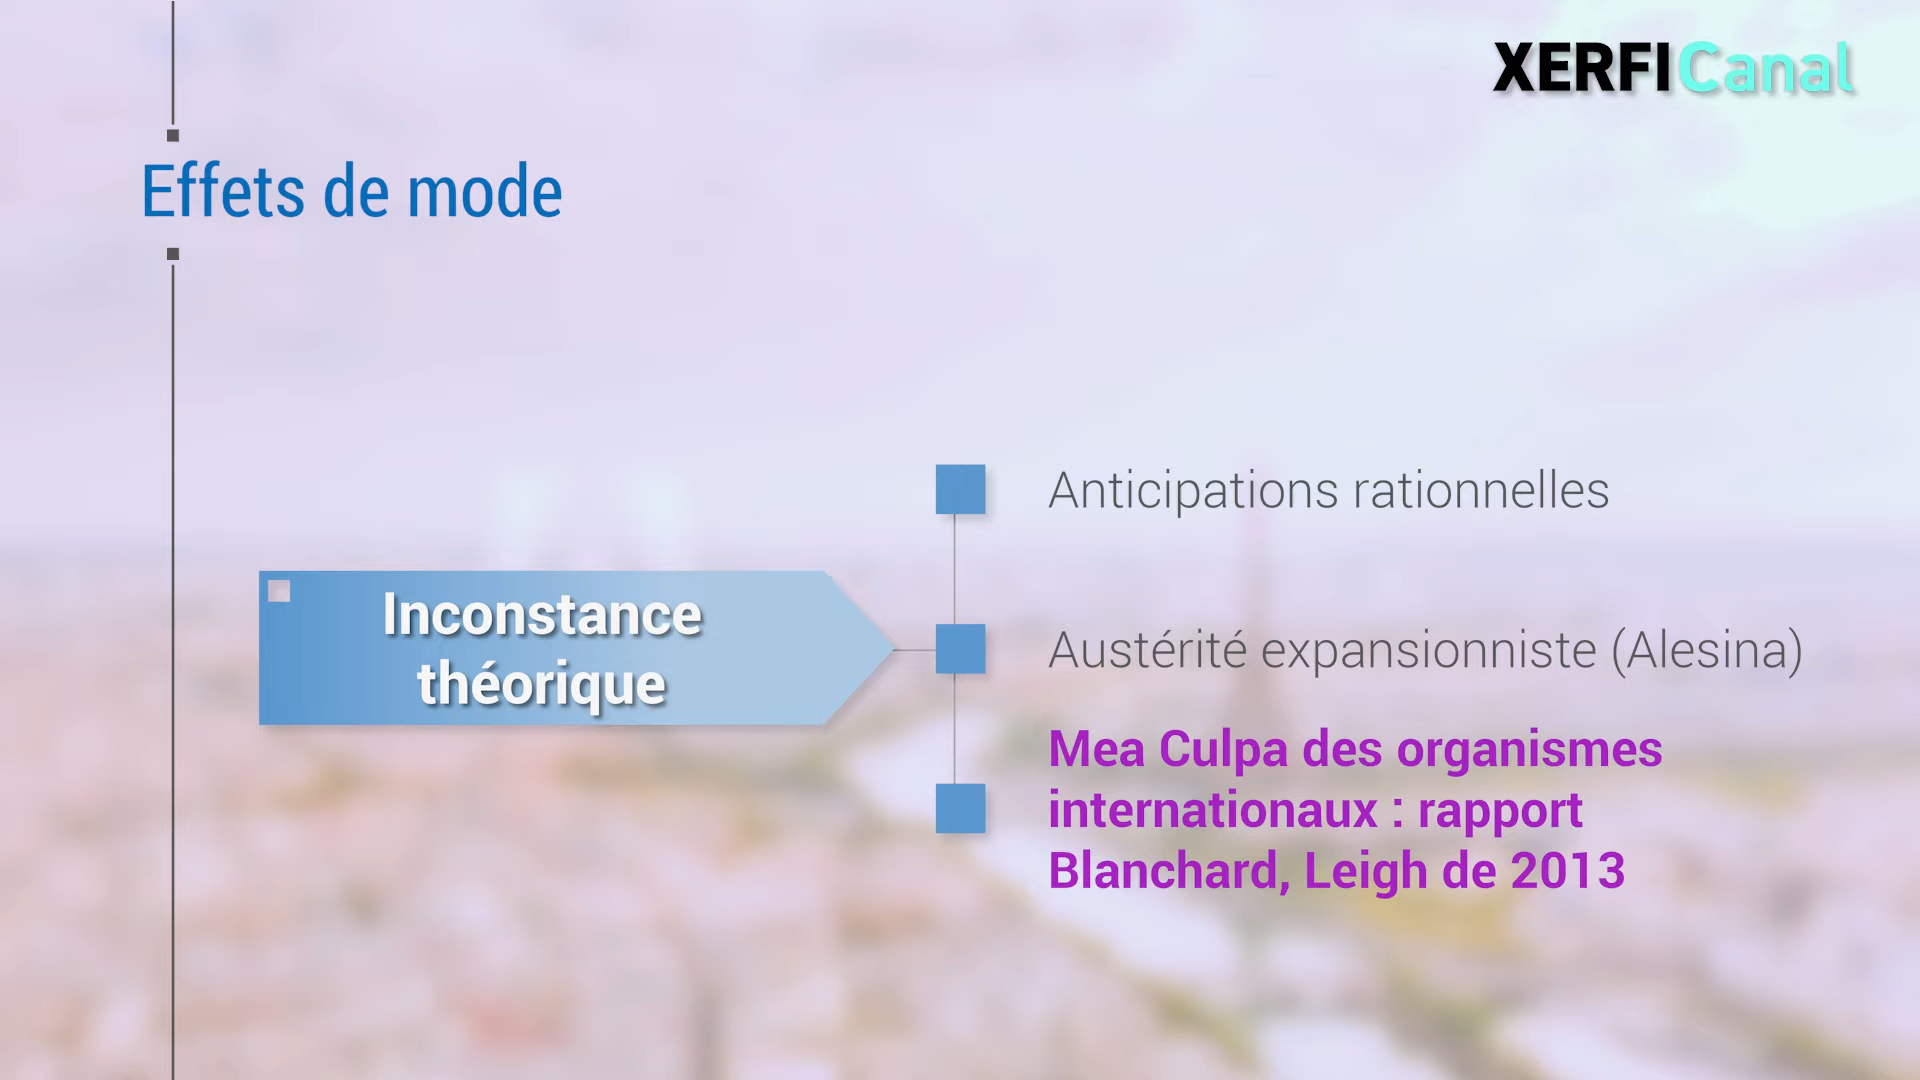 XERFI Canal
Effets de mode
Inconstance
théorique
Anticipations rationnelles
Austérité expansionniste (Alesina)
Mea Culpa des organismes
internationaux : rapport
Blanchard, Leigh de 2013